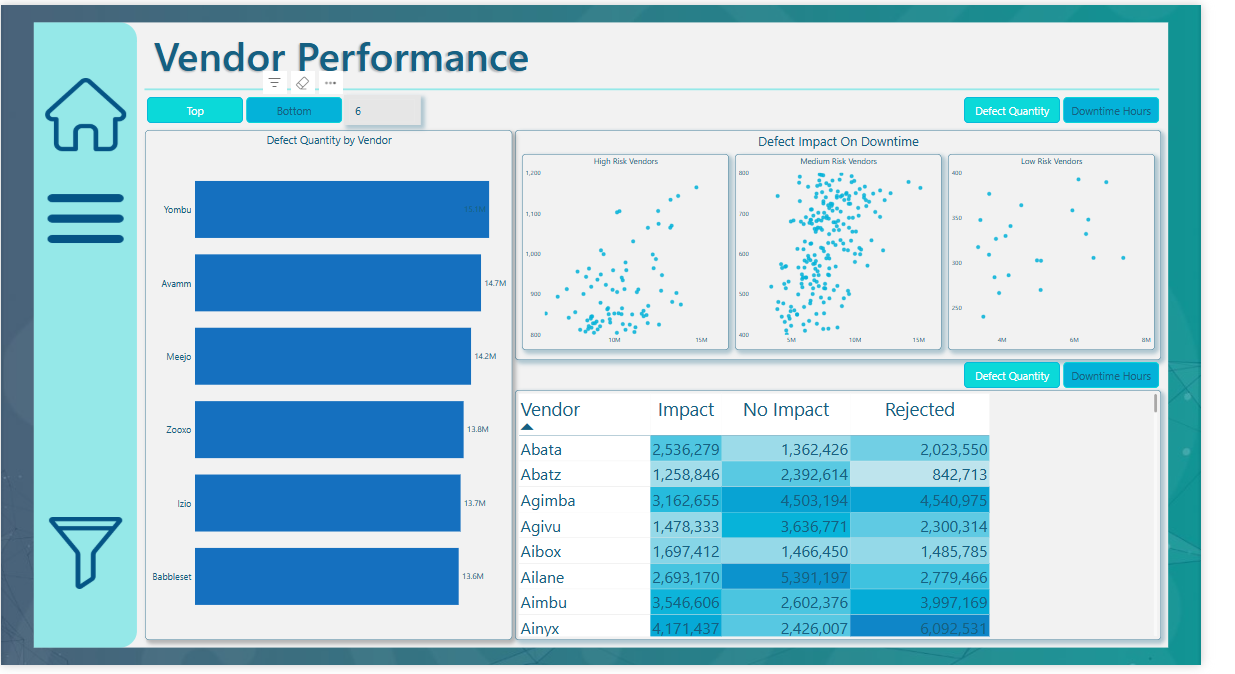 Vendor Performance
Top
Bottom
6
Defect Quantity
Downtime Hours
Defect Quantity by Vendor
Yombu
15.1M
Avamm
14.7M
Meejo
14.2M
Zooxo
13.8M
Izio
13.7M
Babbleset
13.6M
Defect Impact On Downtime
High Risk Vendors
1,200
1,100
1,000
900
800
10M
15M
Medium Risk Vendors
800
700
600
500
400
5M
10M
15M
Low Risk Vendors
400
350
300
250
4M
6M
8M
Defect Quantity
Downtime Hours
Vendor Impact No Impact Rejected
Abata 2,536,279 1,362,426 2,023,550
Abatz 1,258,846 2,392,614 842,713
Agimba 3,162,655 4,503,194 4,540,975
Agivu 1,478,333 3,636,771 2,300,314
Aibox 1,697,412 1,466,450 1,485,785
Ailane 2,693,170 5,391,197 2,779,466
Aimbu 3,546,606 2,602,376 3,997,169
Ainyx 4,171,437 2,426,007 6,092,531